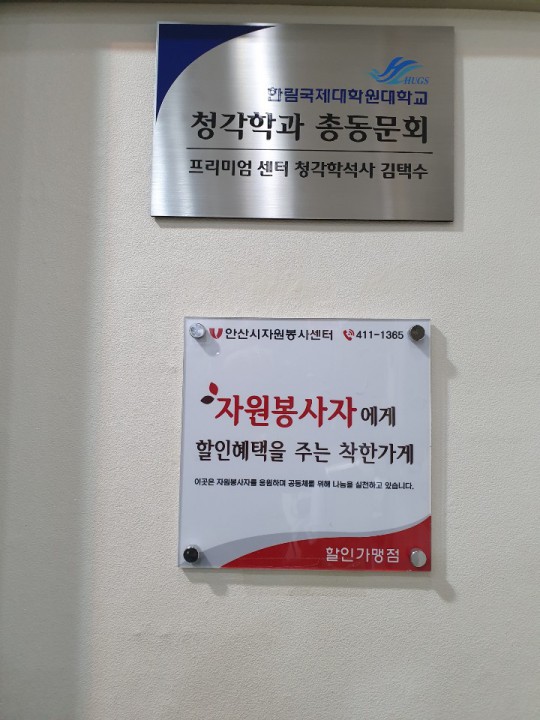 HUGS
한림국제대학원대학교
청각학과 총동문회
프리미엄 센터 청각학석사 김택수
안산시자원봉사센터 411-1365
자원봉사자에게
할인혜택을 주는 착한가게
이곳은 자원봉사자를 응원하며 공동체를 위해 나눔을 실천하고 있습니다.
할인가맹점